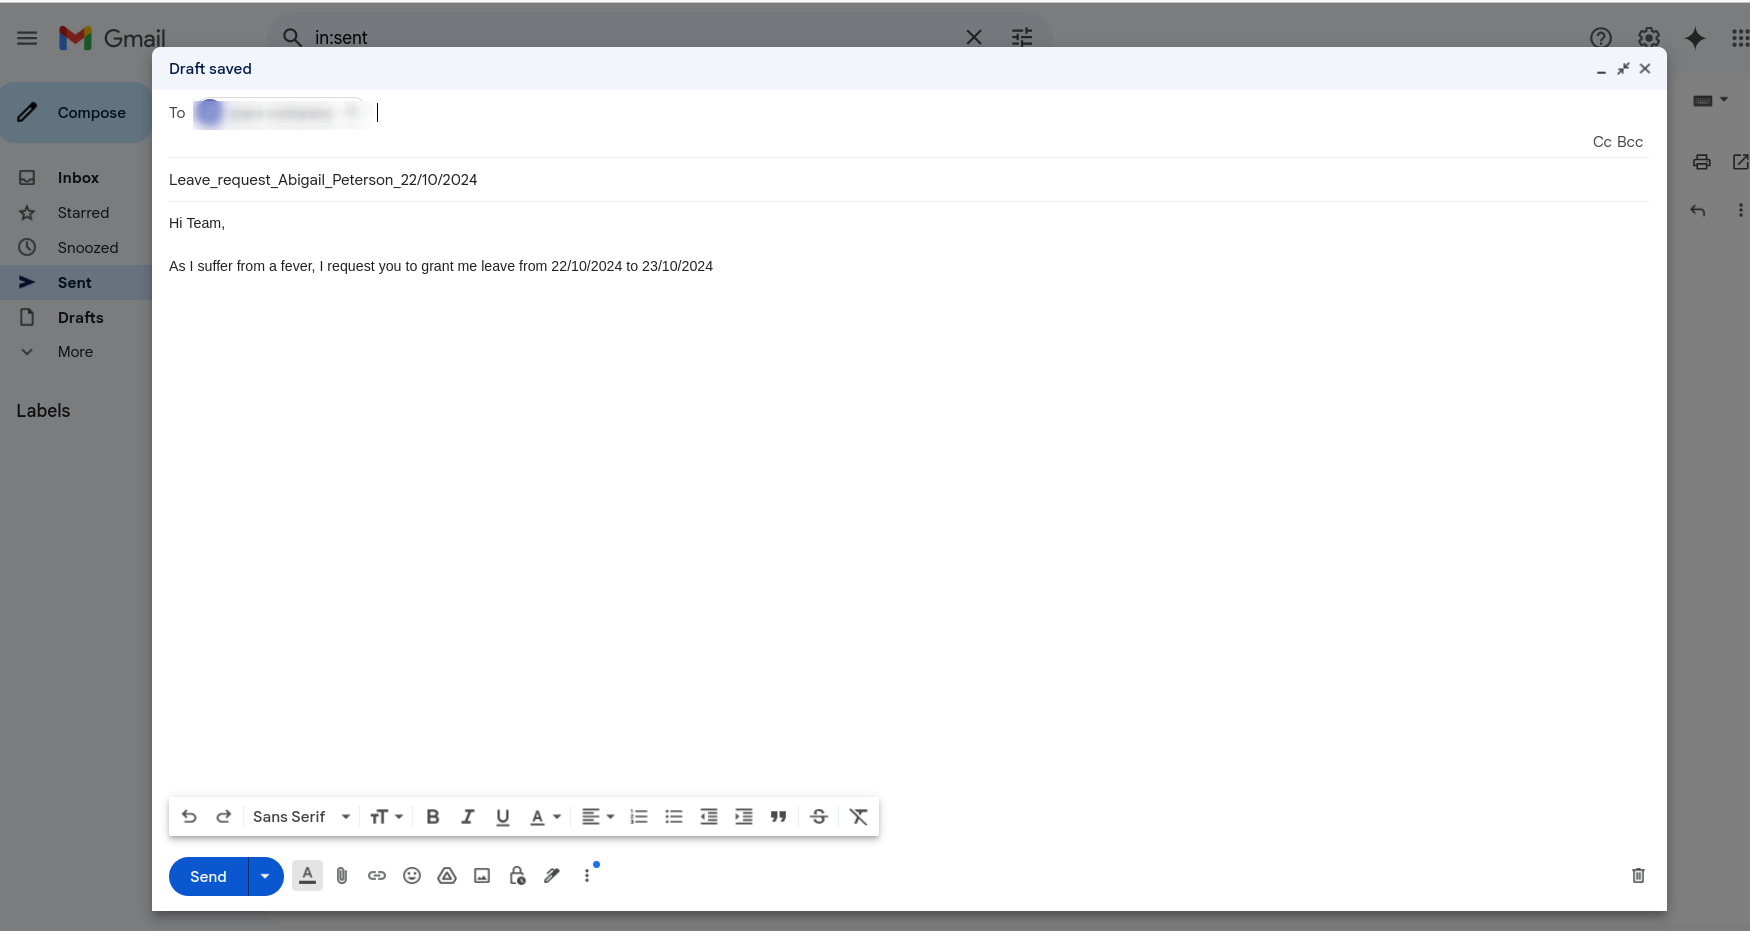 Gmail
in:sent
Compose
Inbox
Starred
Snoozed
Sent
Drafts
More
Labels
Draft saved
To
Cc Bcc
Leave_request_Abigail_Peterson_22/10/2024
Hi Team,
As I suffer from a fever, I request you to grant me leave from 22/10/2024 to 23/10/2024
Sans Serif
Send